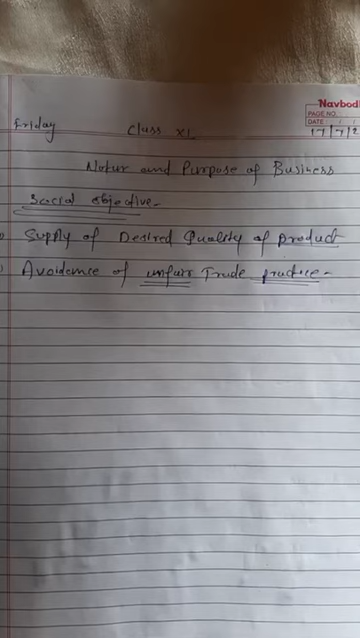 Navbod
PAGE NO.
DATE: / /
Friday Class XI 17/7/2
Natur and Purpose of Business
Social objective-
Supply of Desired Quality of product
Avoidence of unfair Trade practice-